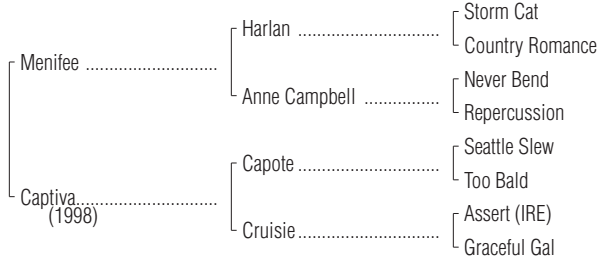 Storm Cat
Harlan ..............................
Country Romance
Menifee ............................
Never Bend
Anne Campbell ................
Repercussion
Seattle Slew
Capote ..............................
Too Bald
Captiva..............................
(1998)
Assert (IRE)
Cruisie..............................
Graceful Gal